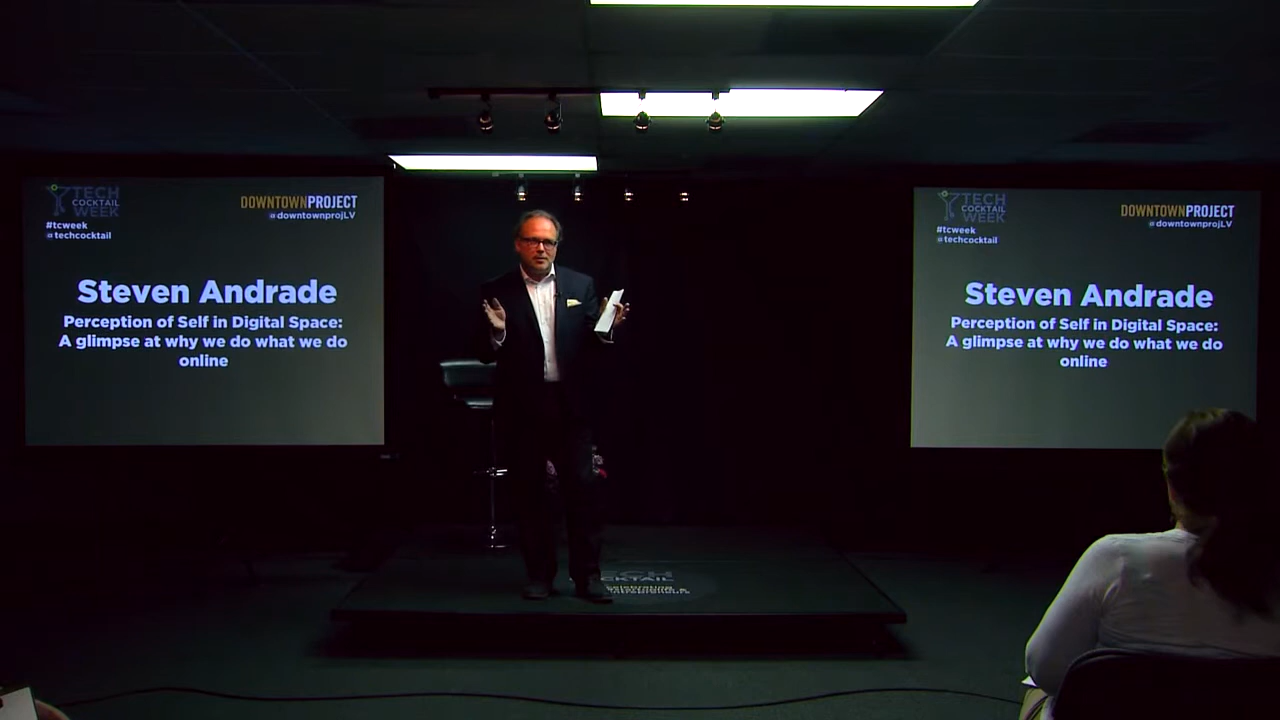 TECH
COCKTAIL
WEEK
#tcweek
@techcocktail
DOWNTOWNPROJECT
@downtownprojLV
Steven Andrade
Perception of Self in Digital Space:
A glimpse at why we do what we do
online
TECH
COCKTAIL
WEEK
#tcweek
@techcocktail
DOWNTOWNPROJECT
@downtownprojLV
Steven Andrade
Perception of Self in Digital Space:
A glimpse at why we do what we do
online